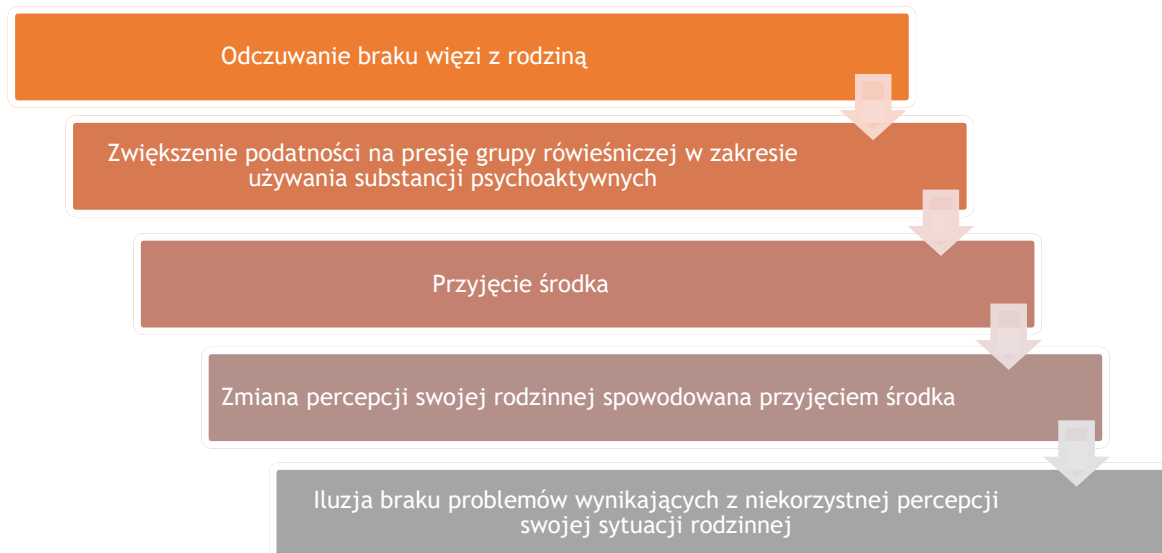 Odczuwanie braku więzi z rodziną
Zwiększenie podatności na presję grupy rówieśniczej w zakresie
używania substancji psychoaktywnych
Przyjęcie środka
Zmiana percepcji swojej rodzinnej spowodowana przyjęciem środka
Iluzja braku problemów wynikających z niekorzystnej percepcji
swojej sytuacji rodzinnej